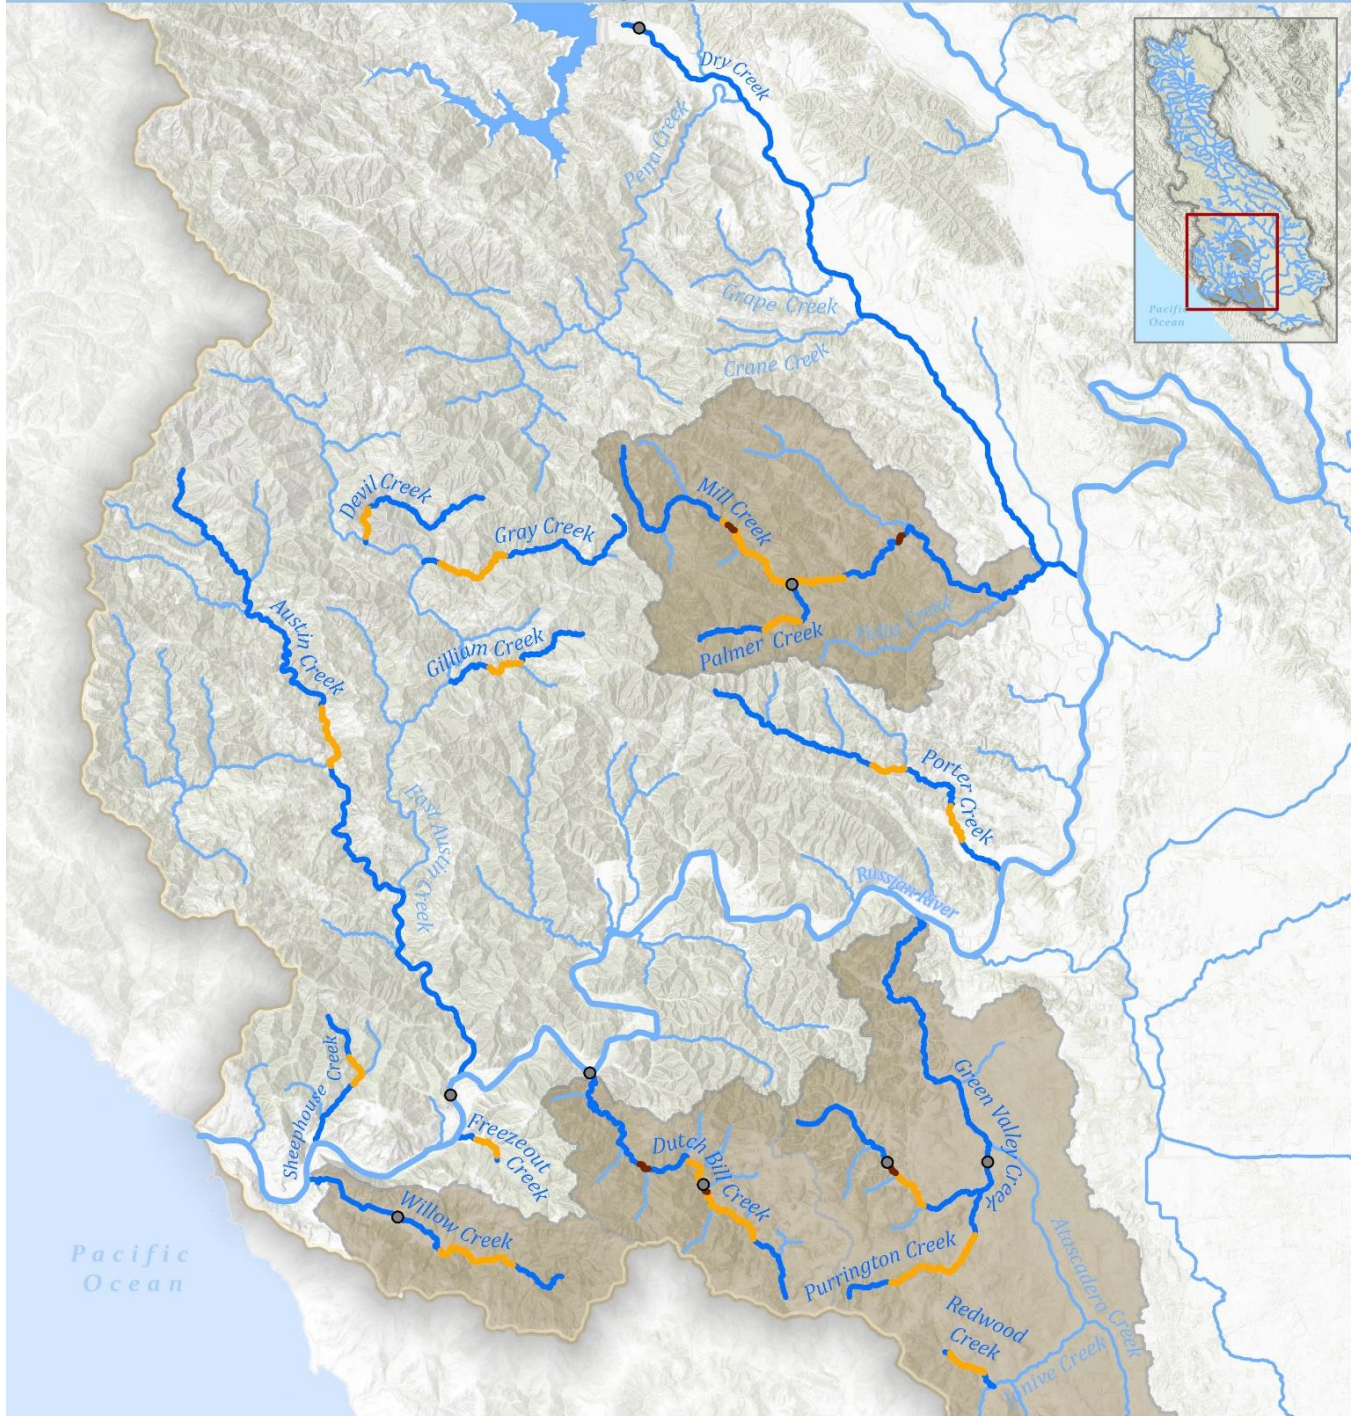 Dry Creek
Pena Creek
Pacific
Ocean
Grape Creek
Crane Creek
Devil Creek
Mill Creek
Gray Creek
Austin Creek
Gilliam Creek
Palmer Creek
Felta Creek
Porter Creek
East Austin Creek
Russian River
Sheephouse Creek
Freezeout
Creek
Dutch Bill Creek
Green Valley Creek
Willow Creek
Pacific
Ocean
Purrington Creek
Atascadero Creek
Redwood
Creek
Jonive Creek